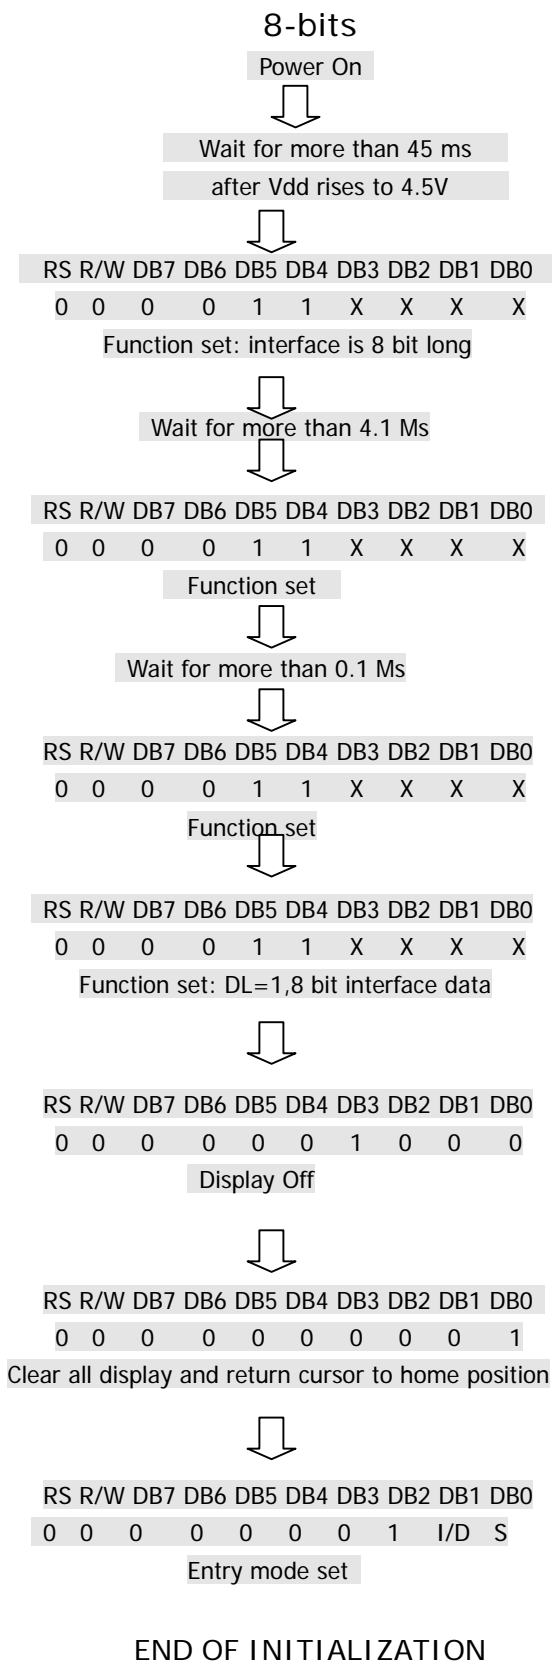 8-bits
Power On
Wait for more than 45 ms
after Vdd rises to 4.5V
RS R/W DB7 DB6 DB5 DB4 DB3 DB2 DB1 DB0
0 0 0 0 1 1 X X X X
Function set: interface is 8 bit long
Wait for more than 4.1 Ms
RS R/W DB7 DB6 DB5 DB4 DB3 DB2 DB1 DB0
0 0 0 0 1 1 X X X X
Function set
Wait for more than 0.1 Ms
RS R/W DB7 DB6 DB5 DB4 DB3 DB2 DB1 DB0
0 0 0 0 1 1 X X X X
Function set
RS R/W DB7 DB6 DB5 DB4 DB3 DB2 DB1 DB0
0 0 0 0 1 1 X X X X
Function set: DL=1,8 bit interface data
RS R/W DB7 DB6 DB5 DB4 DB3 DB2 DB1 DB0
0 0 0 0 0 0 1 0 0 0
Display Off
RS R/W DB7 DB6 DB5 DB4 DB3 DB2 DB1 DB0
0 0 0 0 0 0 0 0 0 1
Clear all display and return cursor to home position
RS R/W DB7 DB6 DB5 DB4 DB3 DB2 DB1 DB0
0 0 0 0 0 0 0 1 I/D S
Entry mode set
END OF INITIALIZATION